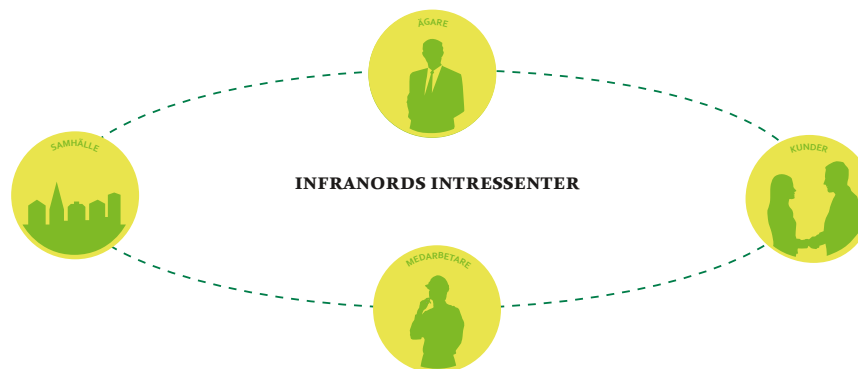 ÄGARE
SAMHÄLLE
KUNDER
INFRANORDS INTRESSENTER
MEDARBETARE